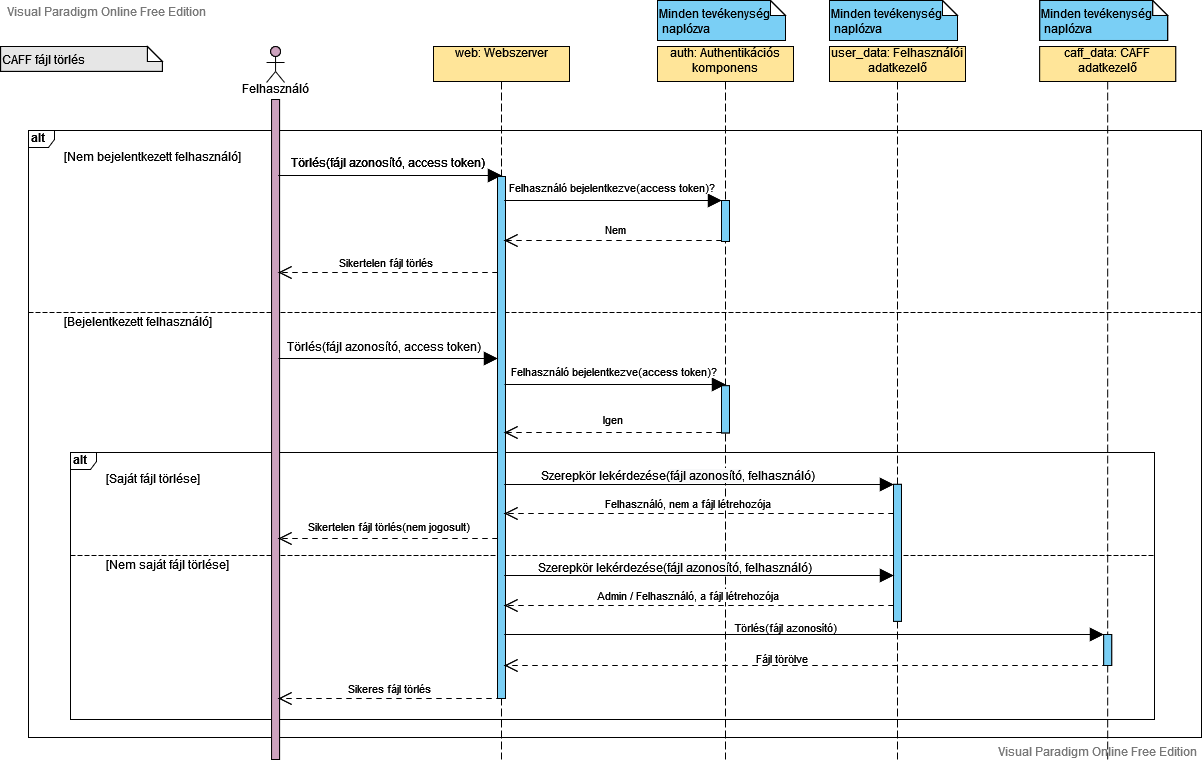 Visual Paradigm Online Free Edition
Minden tevékenység
naplózva
Minden tevékenység
naplózva
Minden tevékenység
naplózva
CAFF fájl törlés
Felhasználó
web: Webszerver
auth: Authentikációs
komponens
user_data: Felhasználói
adatkezelő
caff_data: CAFF
adatkezelő
alt
[Nem bejelentkezett felhasználó]
Törlés(fájl azonosító, access token)
Felhasználó bejelentkezve(access token)?
Nem
Sikertelen fájl törlés
[Bejelentkezett felhasználó]
Törlés(fájl azonosító, access token)
Felhasználó bejelentkezve(access token)?
Igen
alt
[Saját fájl törlése]
Szerepkör lekérdezése(fájl azonosító, felhasználó)
Felhasználó, nem a fájl létrehozója
Sikertelen fájl törlés(nem jogosult)
[Nem saját fájl törlése]
Szerepkör lekérdezése(fájl azonosító, felhasználó)
Admin / Felhasználó, a fájl létrehozója
Törlés(fájl azonosító)
Fájl törölve
Sikeres fájl törlés
Visual Paradigm Online Free Edition